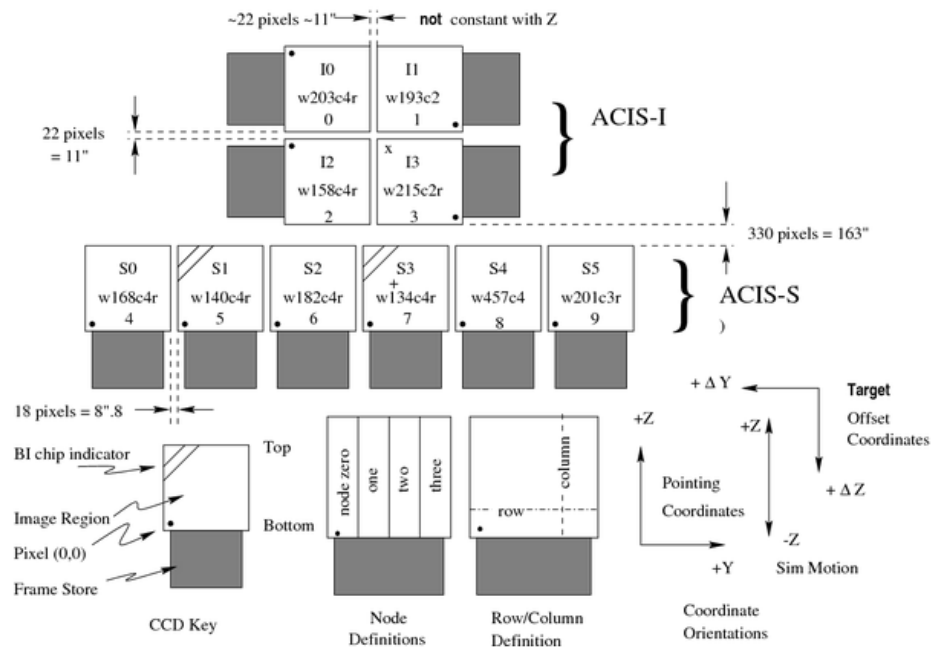 ~22 pixels ~11"
not constant with Z
I0
w203c4r
0
I1
w193c2
1
ACIS-I
22 pixels
= 11"
I2
w158c4r
2
x
I3
w215c2r
3
330 pixels = 163"
S0
w168c4r
4
S1
w140c4r
5
S2
w182c4r
6
S3
+
w134c4r
7
S4
w457c4
8
S5
w201c3r
9
ACIS-S
)
18 pixels = 8".8
BI chip indicator
Image Region
Pixel (0,0)
Frame Store
Top
Bottom
CCD Key
node zero
one
two
three
Node
Definitions
column
row
Row/Column
Definition
+ Δ Y
Target
Offset
Coordinates
+ Δ Z
+Z
Pointing
Coordinates
+Y
+Z
-Z
Sim Motion
Coordinate
Orientations